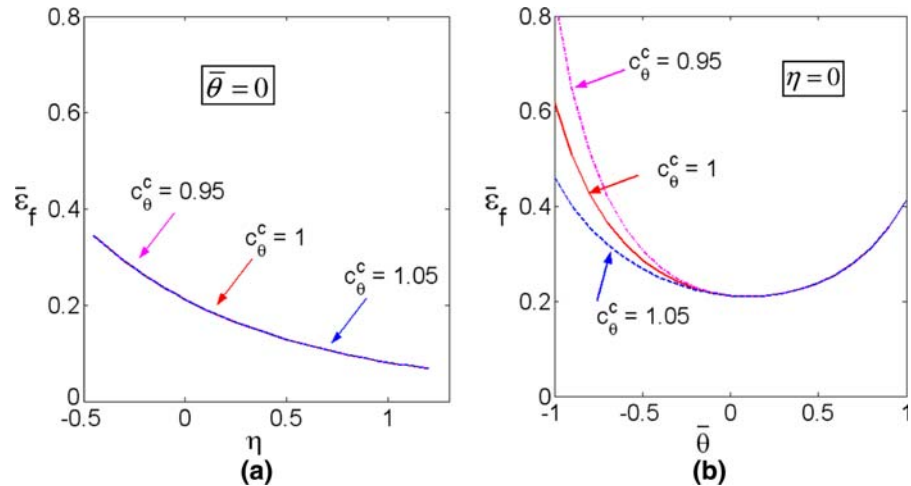 0.8
0.6
0.4
0.2
0
ε̄_f
θ̄ = 0
c_θ^c = 0.95
c_θ^c = 1
c_θ^c = 1.05
-0.5 0 0.5 1
η
(a)
0.8
0.6
0.4
0.2
0
ε̄_f
c_θ^c = 0.95
η = 0
c_θ^c = 1
c_θ^c = 1.05
-1 -0.5 0 0.5 1
θ̄
(b)